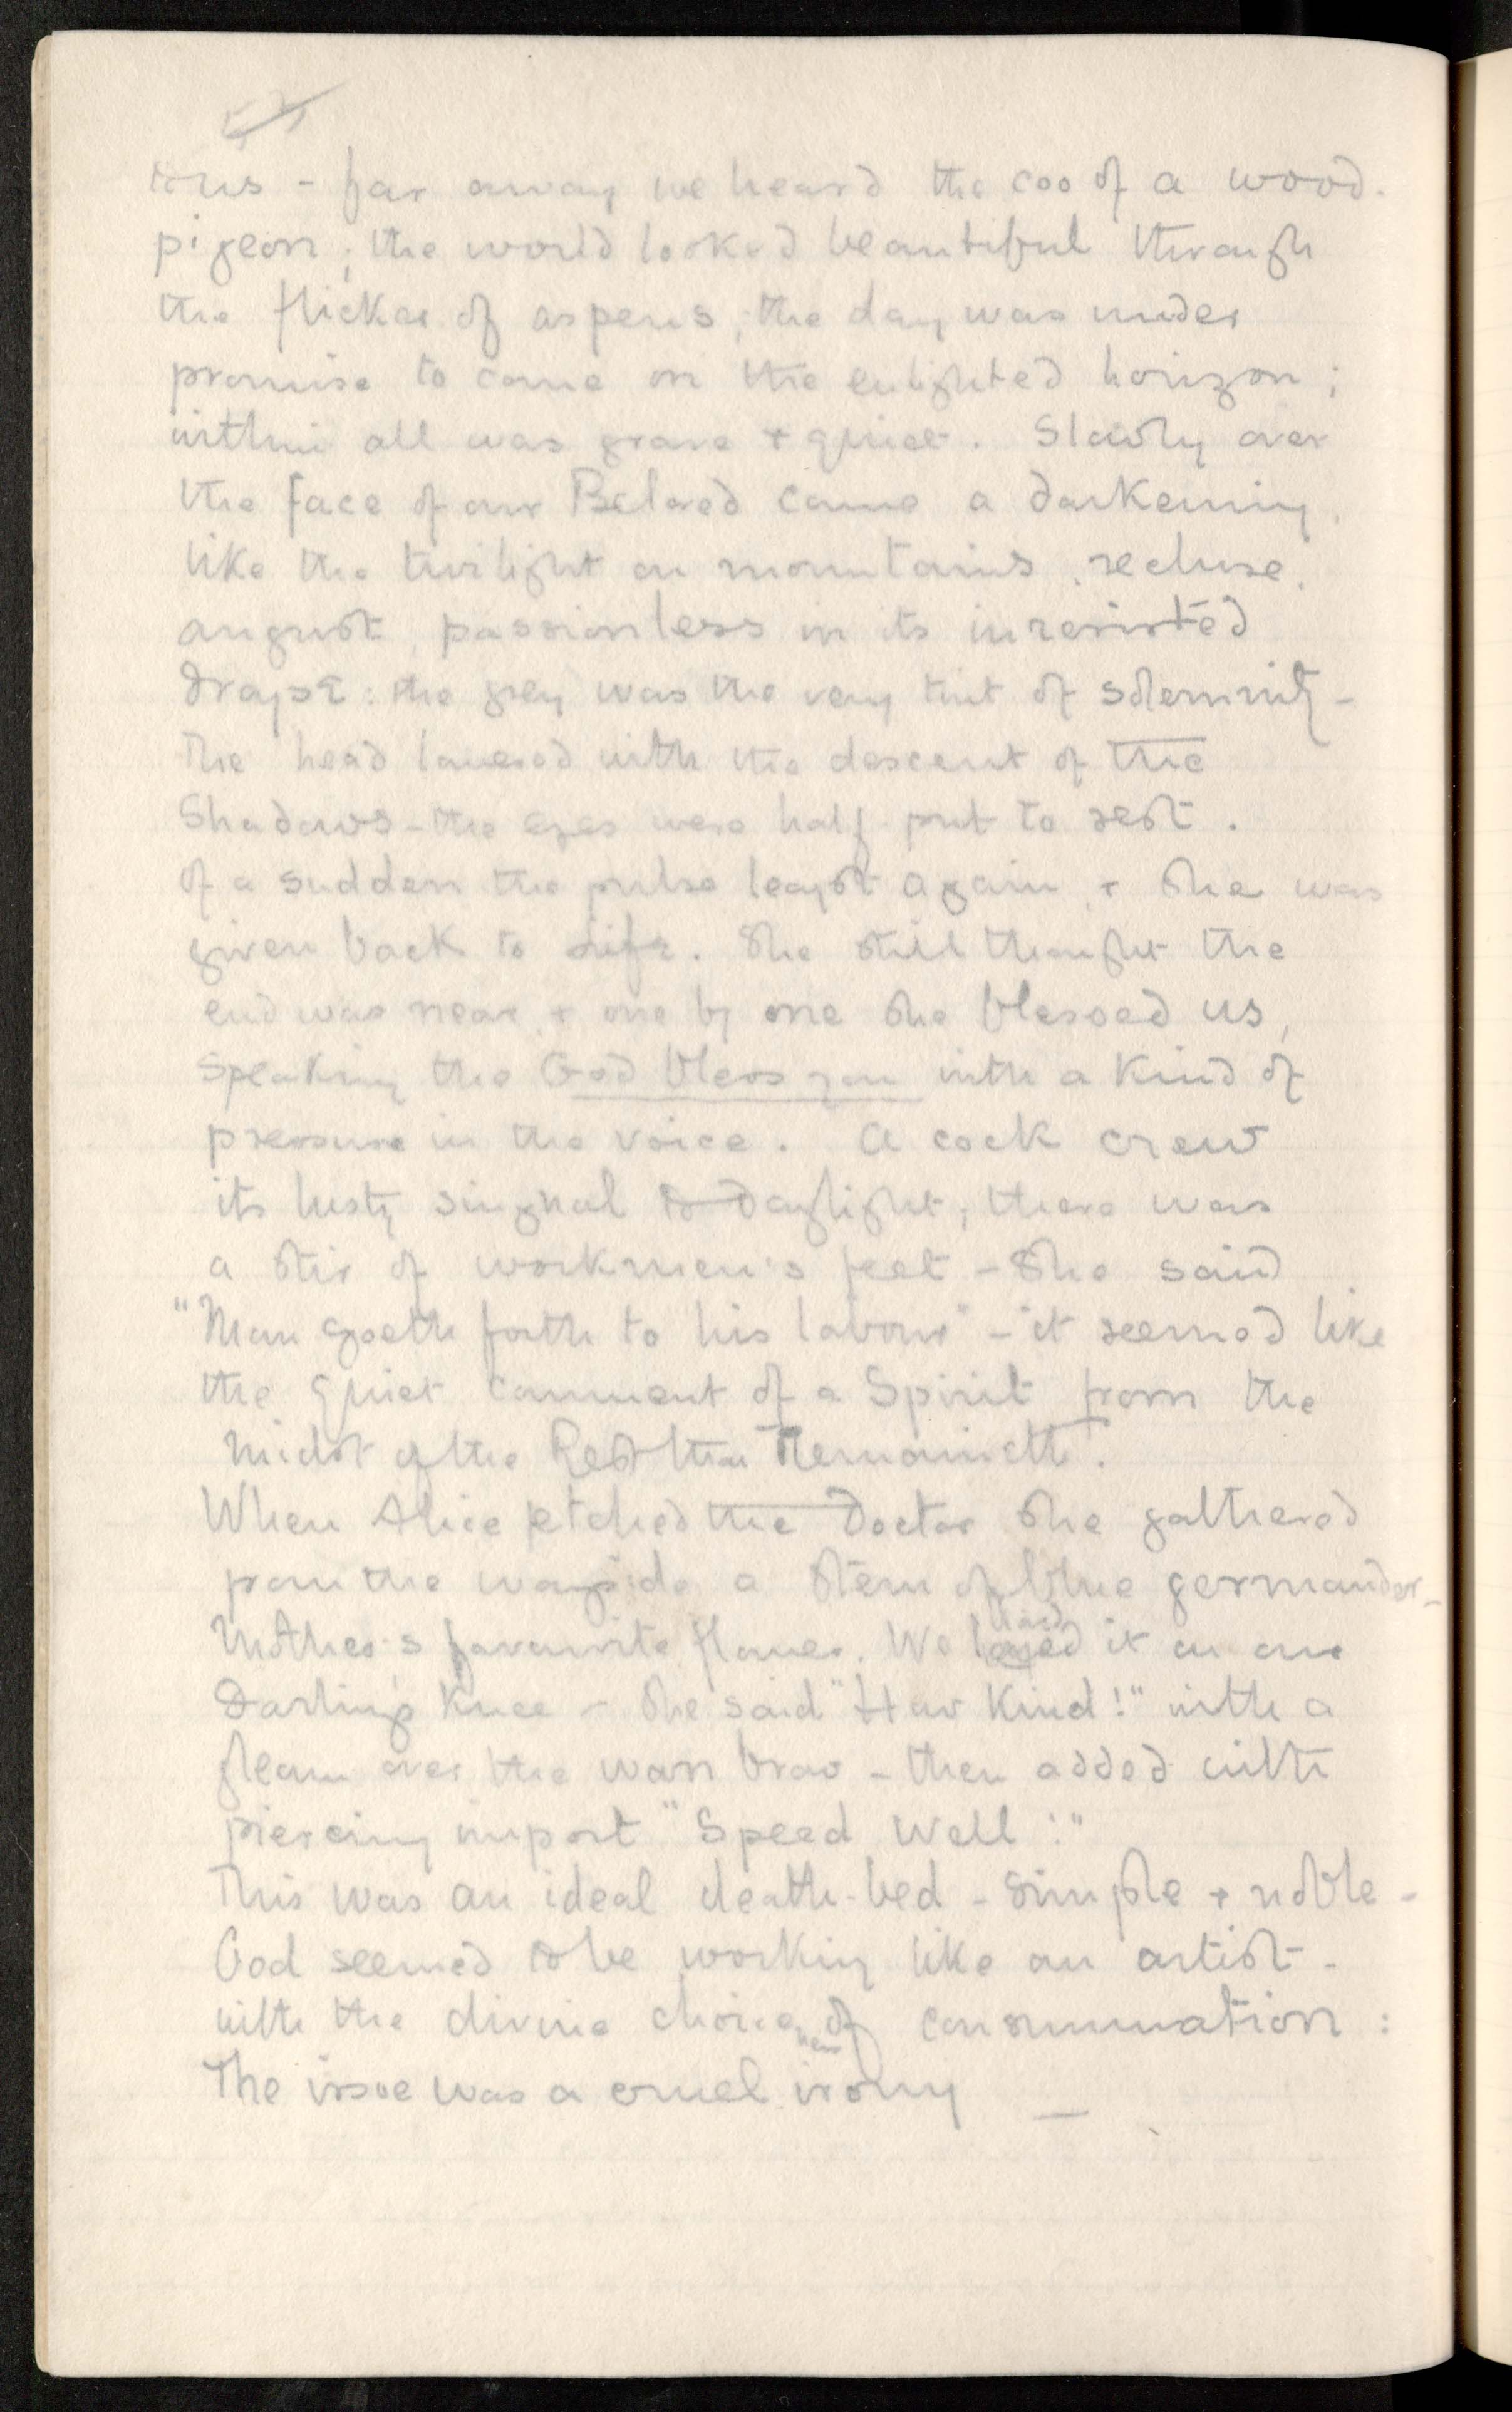 tous - far away we heard the coo of a wood-
pigeon; the world looked beautiful through
the flicker of aspens; the day was under
promise to come on the enlighted horizon;
within all was grave + quiet. Slowly over
the face of our Beloved came a darkening,
like the twilight on mountains, recluse,
august, passionless in its inresisted
drapt: the grey was the very tint of solemnity -
The head lowered with the descent of the
Shadows - the eyes were half-put to rest.
Of a sudden the pulse leapt again, + she was
given back to Life. She still thought the
end was near, + one by one she blessed us,
speaking the God bless you with a kind of
pressure in the voice. A cock crew
its lusty singnal to daylight; there was
a stir of workmen's feet - She said
"Man goeth forth to his labour" - it seemed like
the quiet comment of a Spirit from the
midst of the Rest that Remaineth.
When Alice fetched the Doctor she gathered
from the wayside a stem of blue germander -
Mother's favourite flower. We laid it on our
Darling's knee - She said "How Kind!" with a
gleam over the wan brow - then added with
piercing import "Speed Well!"
This was an ideal death-bed - simple + noble -
God seemed to be working like an artist -
with the divine choice of consummation:
The issue was a cruel irony —